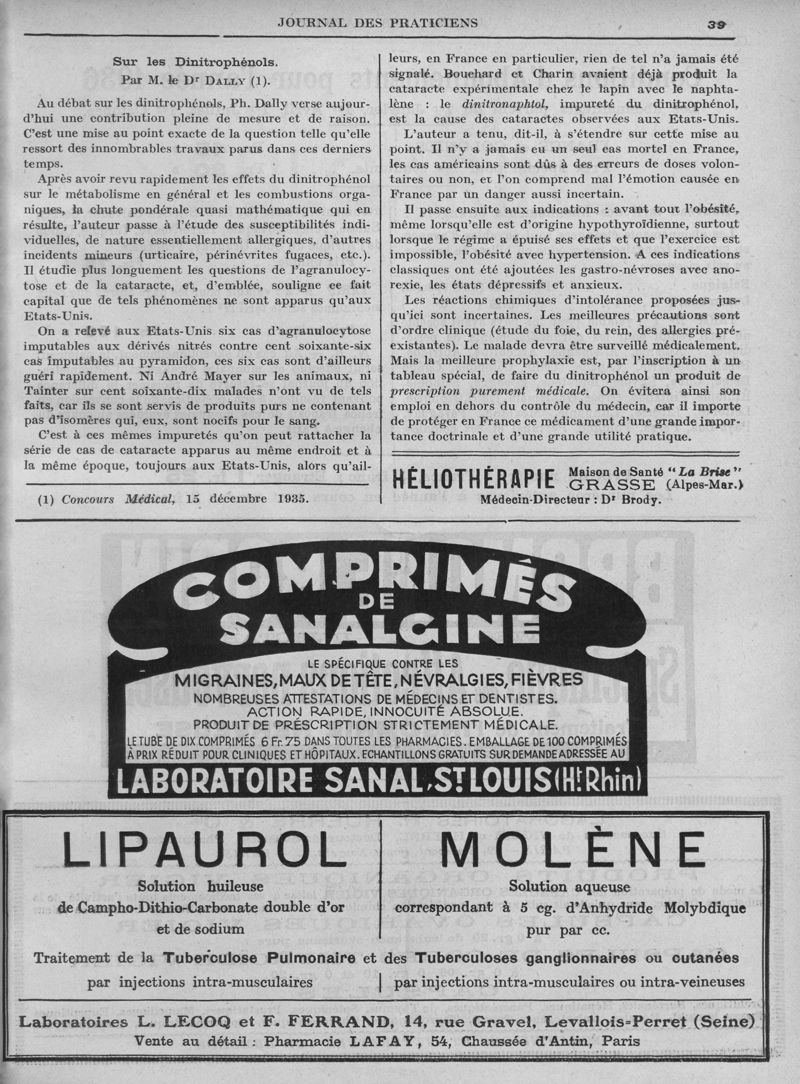 JOURNAL DES PRATICIENS
39
Sur les Dinitrophénols.
Par M. le Dr DALLY (1).
Au débat sur les dinitrophénols, Ph. Dally verse aujour-
d'hui une contribution pleine de mesure et de raison.
C'est une mise au point exacte de la question telle qu'elle
ressort des innombrables travaux parus dans ces derniers
temps.
Après avoir revu rapidement les effets du dinitrophénol
sur le métabolisme en général et les combustions orga-
niques, la chute pondérale quasi mathématique qui en
résulte, l'auteur passe à l'étude des susceptibilités indi-
viduelles, de nature essentiellement allergiques, d'autres
incidents mineurs (urticaire, périnévrites fugaces, etc.).
Il étudie plus longuement les questions de l'agranulocy-
tose et de la cataracte, et, d'emblée, souligne ce fait
capital que de tels phénomènes ne sont apparus qu'aux
Etats-Unis.
On a relevé aux Etats-Unis six cas d'agranulocytose
imputables aux dérivés nitrés contre cent soixante-six
cas imputables au pyramidon, ces six cas sont d'ailleurs
guéri rapidement. Ni André Mayer sur les animaux, ni
Tainter sur cent soixante-dix malades n'ont vu de tels
faits, car ils se sont servis de produits purs ne contenant
pas d'isomères qui, eux, sont nocifs pour le sang.
C'est à ces mêmes impuretés qu'on peut rattacher la
série de cas de cataracte apparus au même endroit et à
la même époque, toujours aux Etats-Unis, alors qu'ail-
(1) Concours Médical, 15 décembre 1935.
leurs, en France en particulier, rien de tel n'a jamais été
signalé. Bouchard et Charin avaient déjà produit la
cataracte expérimentale chez le lapin avec le naphta-
lène : le dinitronaphtol, impureté du dinitrophénol,
est la cause des cataractes observées aux Etats-Unis.
L'auteur a tenu, dit-il, à s'étendre sur cette mise au
point. Il n'y a jamais eu un seul cas mortel en France,
les cas américains sont dûs à des erreurs de doses volon-
taires ou non, et l'on comprend mal l'émotion causée en
France par un danger aussi incertain.
Il passe ensuite aux indications : avant tout l'obésité,
même lorsqu'elle est d'origine hypothyroïdienne, surtout
lorsque le régime a épuisé ses effets et que l'exercice est
impossible, l'obésité avec hypertension. A ces indications
classiques ont été ajoutées les gastro-névroses avec ano-
rexie, les états dépressifs et anxieux.
Les réactions chimiques d'intolérance proposées jus-
qu'ici sont incertaines. Les meilleures précautions sont
d'ordre clinique (étude du foie, du rein, des allergies pré-
existantes). Le malade devra être surveillé médicalement.
Mais la meilleure prophylaxie est, par l'inscription à un
tableau spécial, de faire du dinitrophénol un produit de
prescription purement médicale. On évitera ainsi son
emploi en dehors du contrôle du médecin, car il importe
de protéger en France ce médicament d'une grande impor-
tance doctrinale et d'une grande utilité pratique.
HÉLIOTHÉRAPIE Maison de Santé "La Brise"
GRASSE (Alpes-Mar.)
Médecin-Directeur : Dr Brody.
COMPRIMÉS
DE
SANALGINE
LE SPÉCIFIQUE CONTRE LES
MIGRAINES, MAUX DE TÊTE, NÉVRALGIES, FIÈVRES
NOMBREUSES ATTESTATIONS DE MÉDECINS ET DENTISTES.
ACTION RAPIDE, INNOCUITÉ ABSOLUE.
PRODUIT DE PRÉSCRIPTION STRICTEMENT MÉDICALE.
LE TUBE DE DIX COMPRIMÉS 6 Fr. 75 DANS TOUTES LES PHARMACIES. EMBALLAGE DE 100 COMPRIMÉS
À PRIX RÉDUIT POUR CLINIQUES ET HÔPITAUX. ECHANTILLONS GRATUITS SUR DEMANDE ADRESSÉE AU
LABORATOIRE SANAL, ST. LOUIS (Ht. Rhin)
LIPAUROL
Solution huileuse
de Campho-Dithio-Carbonate double d'or
et de sodium
MOLÈNE
Solution aqueuse
correspondant à 5 cg. d'Anhydride Molybdique
pur par cc.
Traitement de la Tuberculose Pulmonaire et des Tuberculoses ganglionnaires ou cutanées
par injections intra-musculaires | par injections intra-musculaires ou intra-veineuses
Laboratoires L. LECOQ et F. FERRAND, 14, rue Gravel, Levallois-Perret (Seine)
Vente au détail : Pharmacie LAFAY, 54, Chaussée d'Antin, Paris